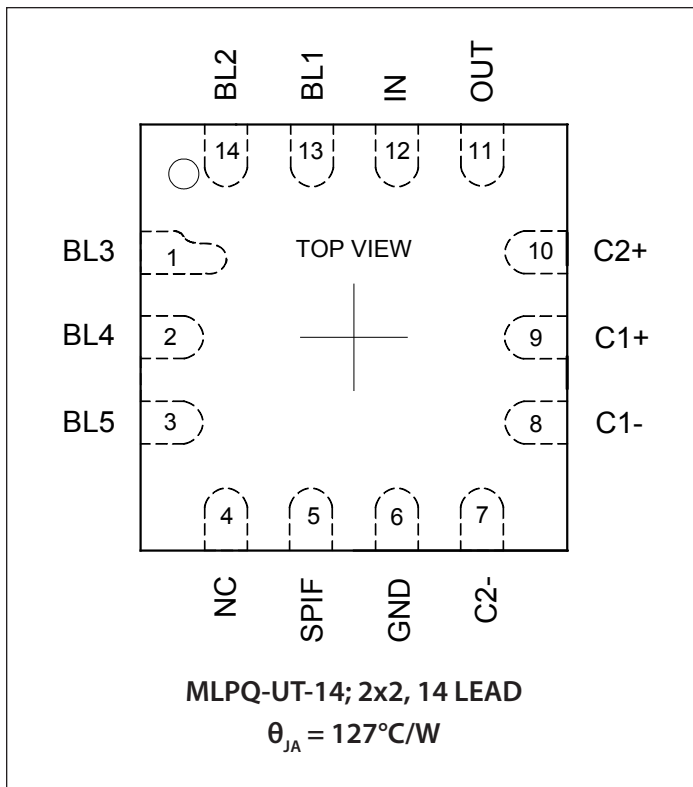 BL2 BL1 IN OUT
14 13 12 11
BL3 1 TOP VIEW 10 C2+
BL4 2 9 C1+
BL5 3 8 C1-
4 5 6 7
NC SPIF GND C2-
MLPQ-UT-14; 2x2, 14 LEAD
θJA = 127°C/W